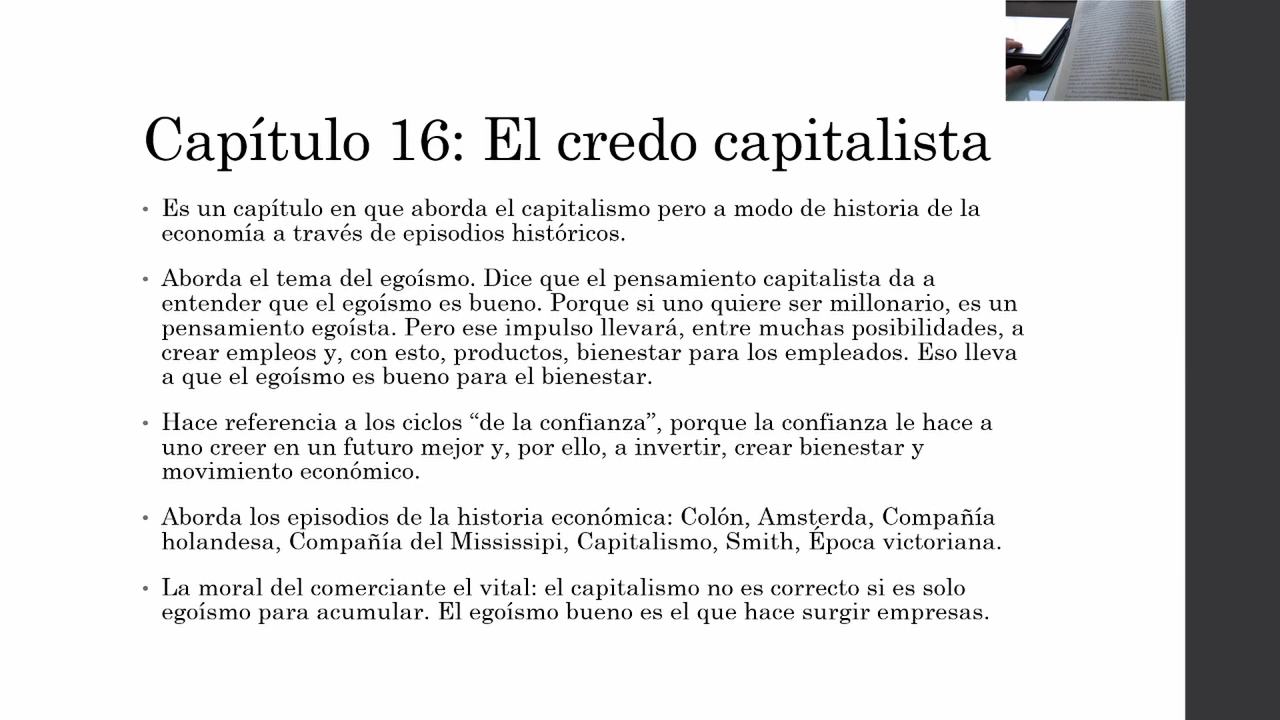 Capítulo 16: El credo capitalista
• Es un capítulo en que aborda el capitalismo pero a modo de historia de la
economía a través de episodios históricos.
• Aborda el tema del egoísmo. Dice que el pensamiento capitalista da a
entender que el egoísmo es bueno. Porque si uno quiere ser millonario, es un
pensamiento egoísta. Pero ese impulso llevará, entre muchas posibilidades, a
crear empleos y, con esto, productos, bienestar para los empleados. Eso lleva
a que el egoísmo es bueno para el bienestar.
• Hace referencia a los ciclos “de la confianza”, porque la confianza le hace a
uno creer en un futuro mejor y, por ello, a invertir, crear bienestar y
movimiento económico.
• Aborda los episodios de la historia económica: Colón, Amsterda, Compañía
holandesa, Compañía del Mississipi, Capitalismo, Smith, Época victoriana.
• La moral del comerciante el vital: el capitalismo no es correcto si es solo
egoísmo para acumular. El egoísmo bueno es el que hace surgir empresas.